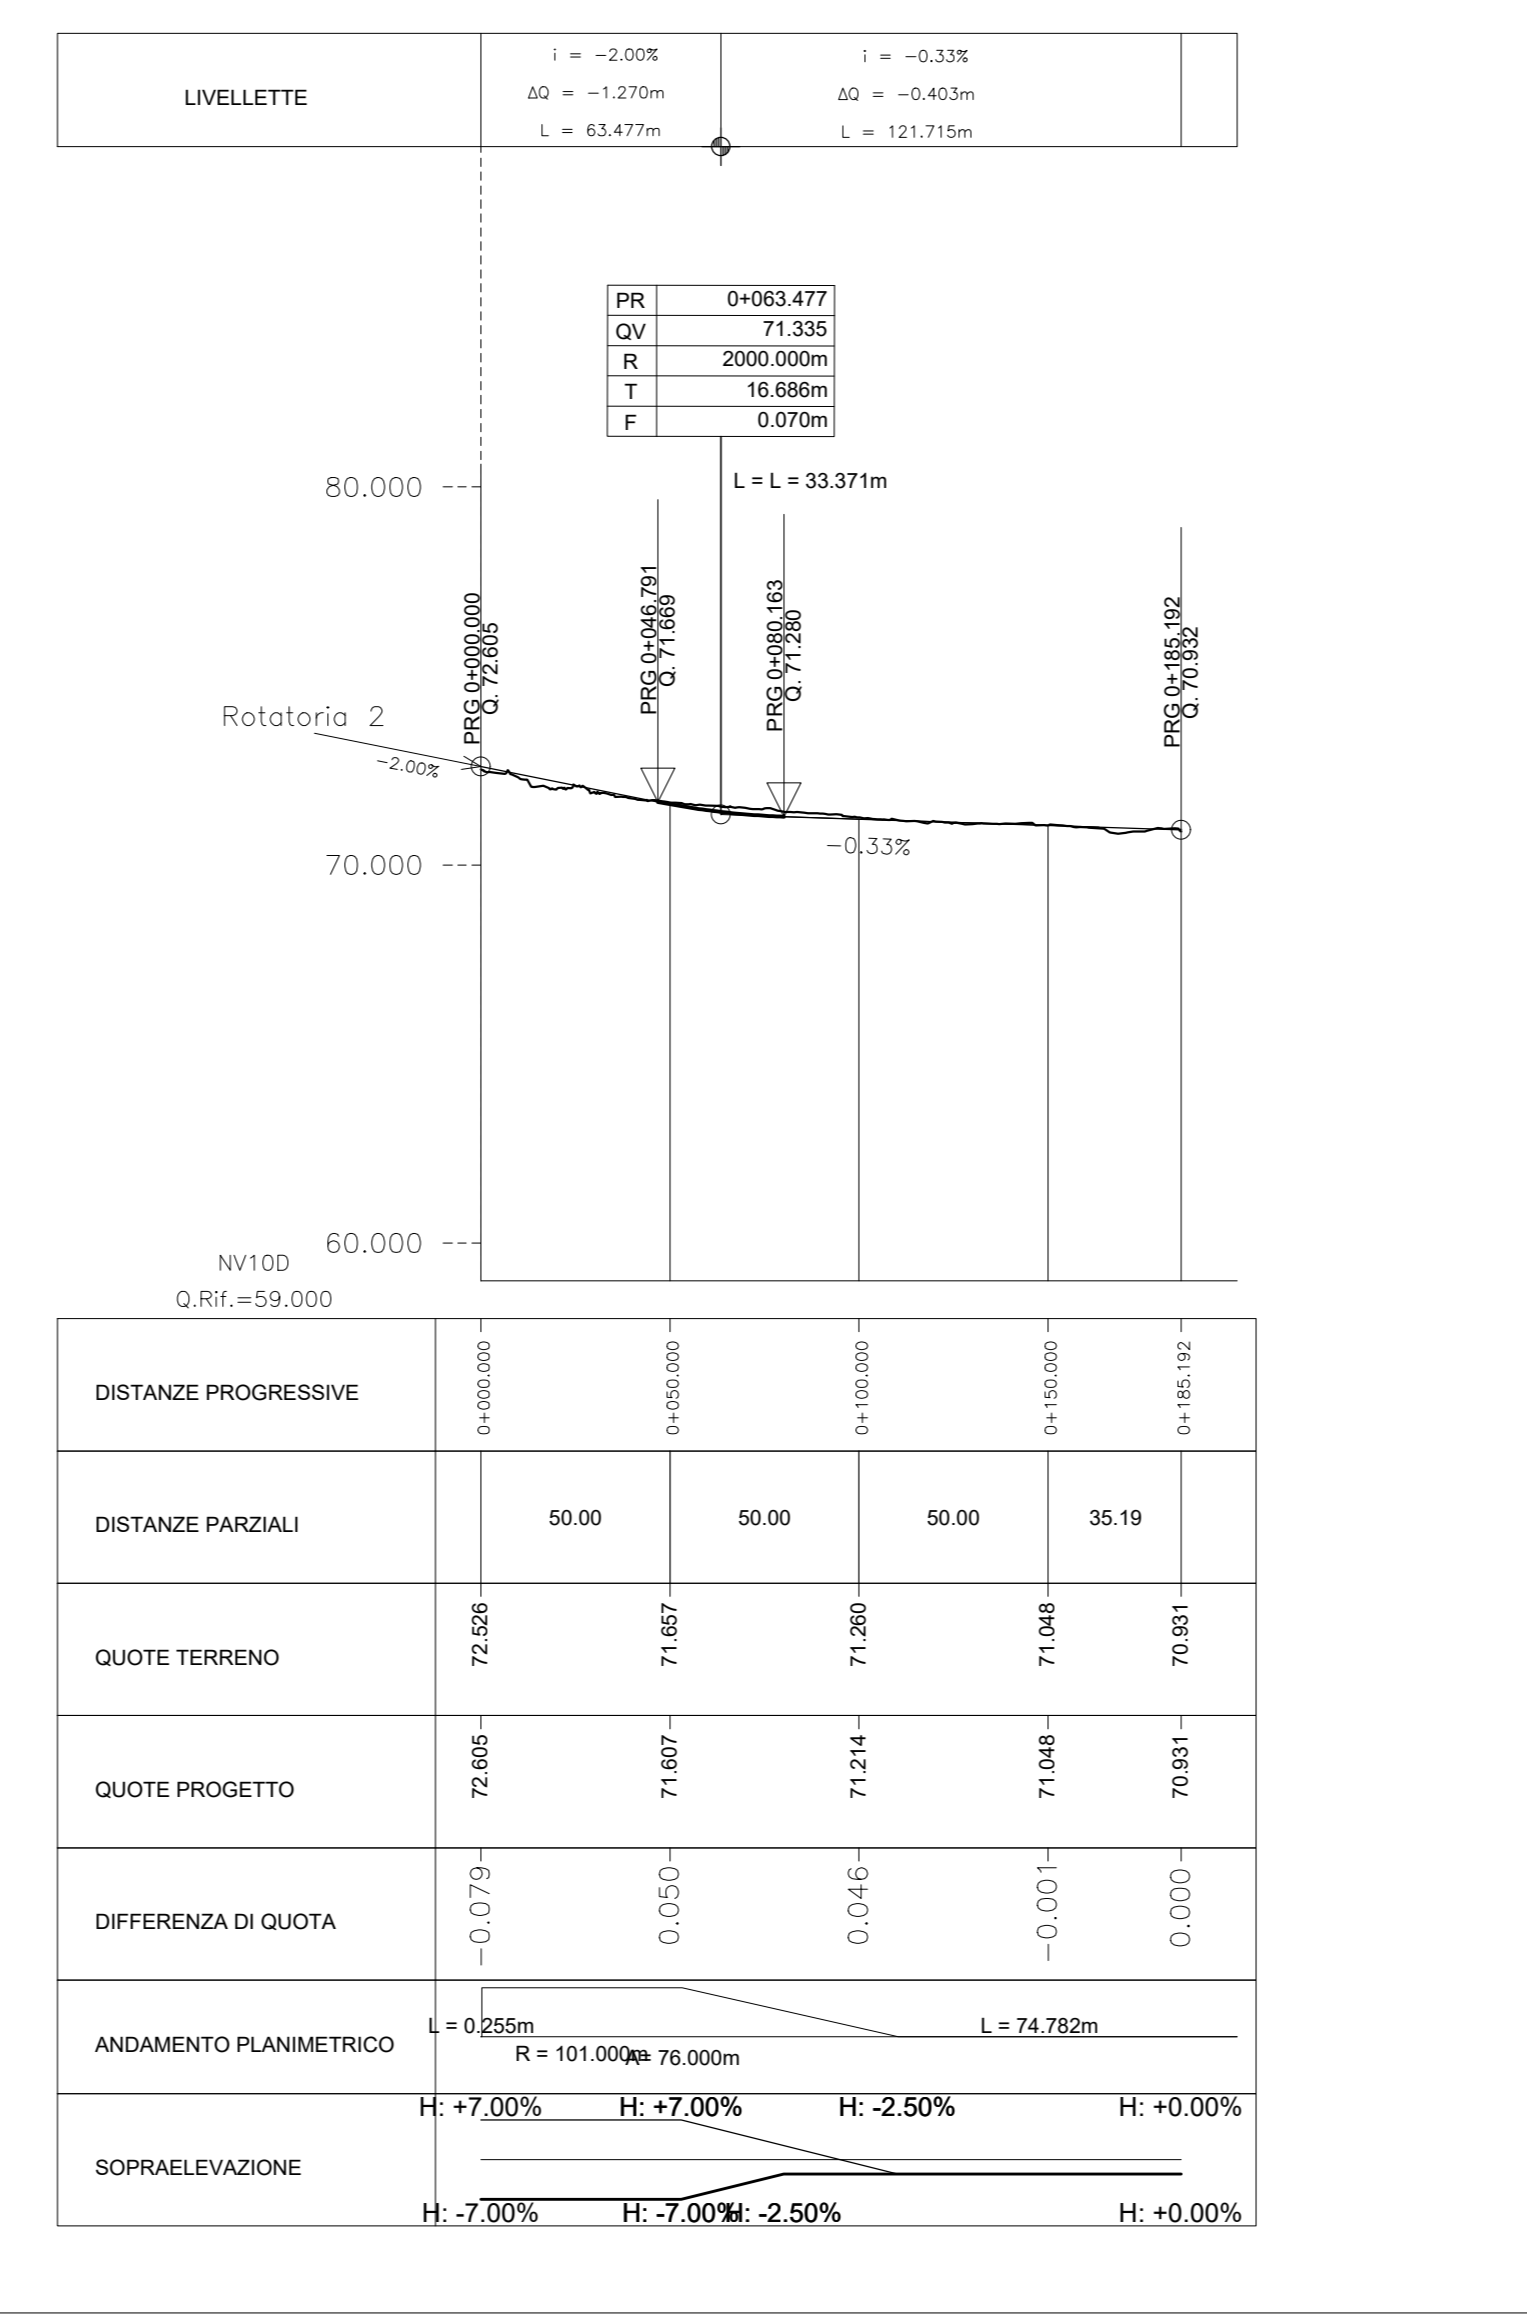 LIVELLETTE
i = −2.00%
ΔQ = −1.270m
L = 63.477m
i = −0.33%
ΔQ = −0.403m
L = 121.715m
PR 0+063.477
QV 71.335
R 2000.000m
T 16.686m
F 0.070m
L = L = 33.371m
80.000
PRG 0+000.000
Q. 72.605
PRG 0+046.791
Q. 71.669
PRG 0+080.163
Q. 71.280
PRG 0+185.192
Q. 70.932
Rotatoria 2
−2.00%
−0.33%
70.000
60.000
NV10D
Q.Rif.=59.000
DISTANZE PROGRESSIVE
0+000.000
0+050.000
0+100.000
0+150.000
0+185.192
DISTANZE PARZIALI
50.00 50.00 50.00 35.19
QUOTE TERRENO
72.526
71.657
71.260
71.048
70.931
QUOTE PROGETTO
72.605
71.607
71.214
71.048
70.931
DIFFERENZA DI QUOTA
−0.079
0.050
0.046
−0.001
0.000
ANDAMENTO PLANIMETRICO
L = 0.255m
R = 101.000m
A = 76.000m
L = 74.782m
SOPRAELEVAZIONE
H: +7.00% H: +7.00% H: -2.50% H: +0.00%
H: -7.00% H: -7.00% H: -2.50% H: +0.00%